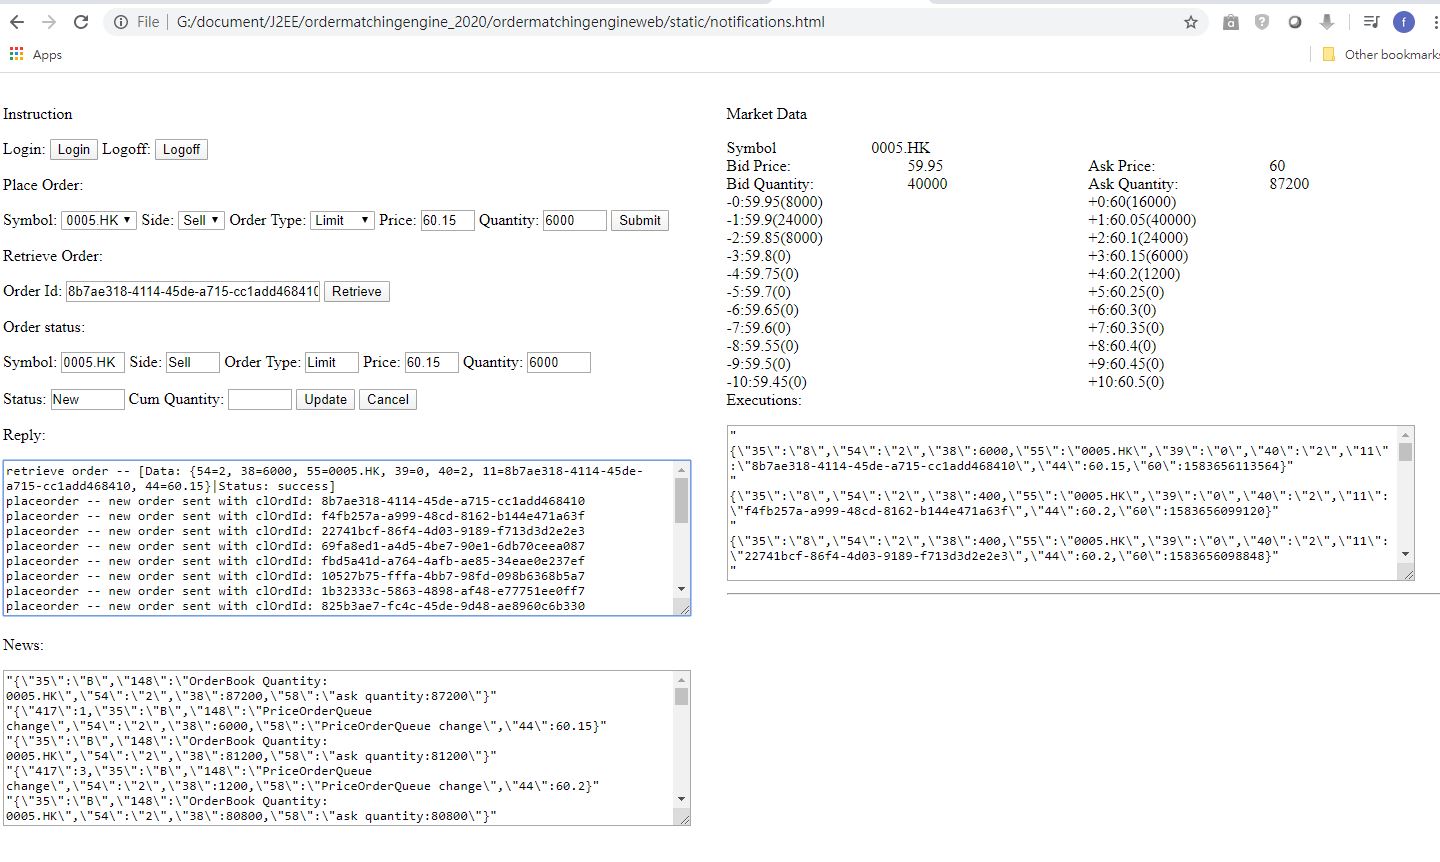 File | G:/document/J2EE/ordermatchingengine_2020/ordermatchingengineweb/static/notifications.html
Apps
Other bookmarks
Instruction
Login: Login Logoff: Logoff
Place Order:
Symbol: 0005.HK Side: Sell Order Type: Limit Price: 60.15 Quantity: 6000 Submit
Retrieve Order:
Order Id: 8b7ae318-4114-45de-a715-cc1add468410 Retrieve
Order status:
Symbol: 0005.HK Side: Sell Order Type: Limit Price: 60.15 Quantity: 6000
Status: New Cum Quantity: Update Cancel
Reply:
retrieve order -- [Data: {54=2, 38=6000, 55=0005.HK, 39=0, 40=2, 11=8b7ae318-4114-45de-
a715-cc1add468410, 44=60.15}|Status: success]
placeorder -- new order sent with clOrdId: 8b7ae318-4114-45de-a715-cc1add468410
placeorder -- new order sent with clOrdId: f4fb257a-a999-48cd-8162-b144e471a63f
placeorder -- new order sent with clOrdId: 22741bcf-86f4-4d03-9189-f713d3d2e2e3
placeorder -- new order sent with clOrdId: 69fa8ed1-a4d5-4be7-90e1-6db70ceea087
placeorder -- new order sent with clOrdId: fbd5a41d-a764-4afb-ae85-34eae0e237ef
placeorder -- new order sent with clOrdId: 10527b75-fffa-4bb7-98fd-098b6368b5a7
placeorder -- new order sent with clOrdId: 1b32333c-5863-4898-af48-e77751ee0ff7
placeorder -- new order sent with clOrdId: 825b3ae7-fc4c-45de-9d48-ae8960c6b330
News:
"{\"35\":\"B\",\"148\":\"OrderBook Quantity:
0005.HK\",\"54\":\"2\",\"38\":87200,\"58\":\"ask quantity:87200\"}"
"{\"417\":1,\"35\":\"B\",\"148\":\"PriceOrderQueue
change\",\"54\":\"2\",\"38\":6000,\"58\":\"PriceOrderQueue change\",\"44\":60.15}"
"{\"35\":\"B\",\"148\":\"OrderBook Quantity:
0005.HK\",\"54\":\"2\",\"38\":81200,\"58\":\"ask quantity:81200\"}"
"{\"417\":3,\"35\":\"B\",\"148\":\"PriceOrderQueue
change\",\"54\":\"2\",\"38\":1200,\"58\":\"PriceOrderQueue change\",\"44\":60.2}"
"{\"35\":\"B\",\"148\":\"OrderBook Quantity:
0005.HK\",\"54\":\"2\",\"38\":80800,\"58\":\"ask quantity:80800\"}"
Market Data
Symbol 0005.HK
Bid Price: 59.95 Ask Price: 60
Bid Quantity: 40000 Ask Quantity: 87200
-0:59.95(8000) +0:60(16000)
-1:59.9(24000) +1:60.05(40000)
-2:59.85(8000) +2:60.1(24000)
-3:59.8(0) +3:60.15(6000)
-4:59.75(0) +4:60.2(1200)
-5:59.7(0) +5:60.25(0)
-6:59.65(0) +6:60.3(0)
-7:59.6(0) +7:60.35(0)
-8:59.55(0) +8:60.4(0)
-9:59.5(0) +9:60.45(0)
-10:59.45(0) +10:60.5(0)
Executions:
"
{\"35\":\"8\",\"54\":\"2\",\"38\":6000,\"55\":\"0005.HK\",\"39\":\"0\",\"40\":\"2\",\"11\"
:\"8b7ae318-4114-45de-a715-cc1add468410\",\"44\":60.15,\"60\":1583656113564}"
"
{\"35\":\"8\",\"54\":\"2\",\"38\":400,\"55\":\"0005.HK\",\"39\":\"0\",\"40\":\"2\",\"11\":
\"f4fb257a-a999-48cd-8162-b144e471a63f\",\"44\":60.2,\"60\":1583656099120}"
"
{\"35\":\"8\",\"54\":\"2\",\"38\":400,\"55\":\"0005.HK\",\"39\":\"0\",\"40\":\"2\",\"11\":
\"22741bcf-86f4-4d03-9189-f713d3d2e2e3\",\"44\":60.2,\"60\":1583656098848}"
"